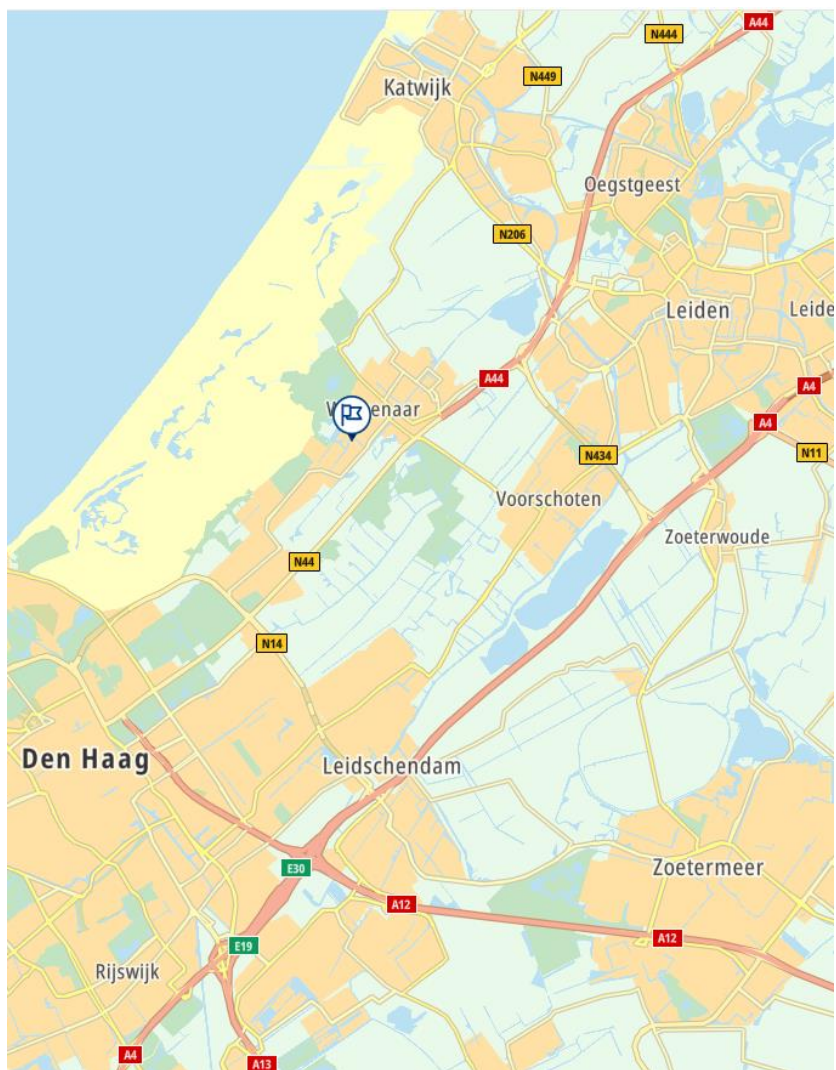 A44
N444
N449
Katwijk
Oegstgeest
N206
Leiden
Leide
A44
A4
W enaar
A4
N434
N11
Voorschoten
Zoeterwoude
N44
N14
Den Haag
Leidschendam
E30
Zoetermeer
A12
A12
E19
Rijswijk
A4
A13